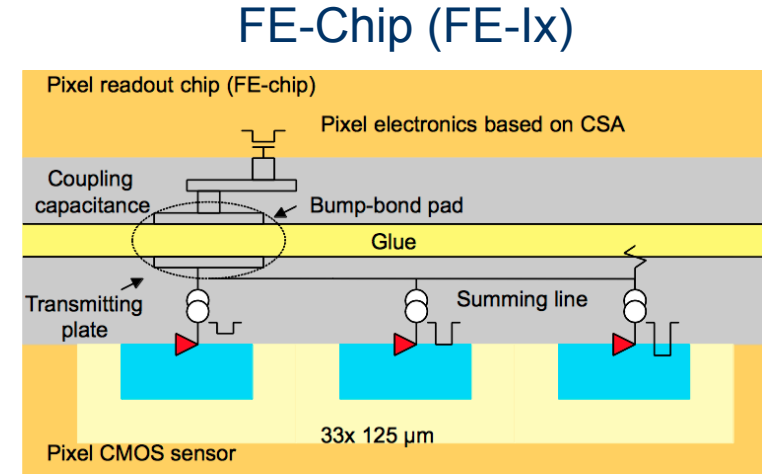 FE-Chip (FE-Ix)
Pixel readout chip (FE-chip)
Pixel electronics based on CSA
Coupling
capacitance
Bump-bond pad
Glue
Transmitting
plate
Summing line
33x 125 µm
Pixel CMOS sensor